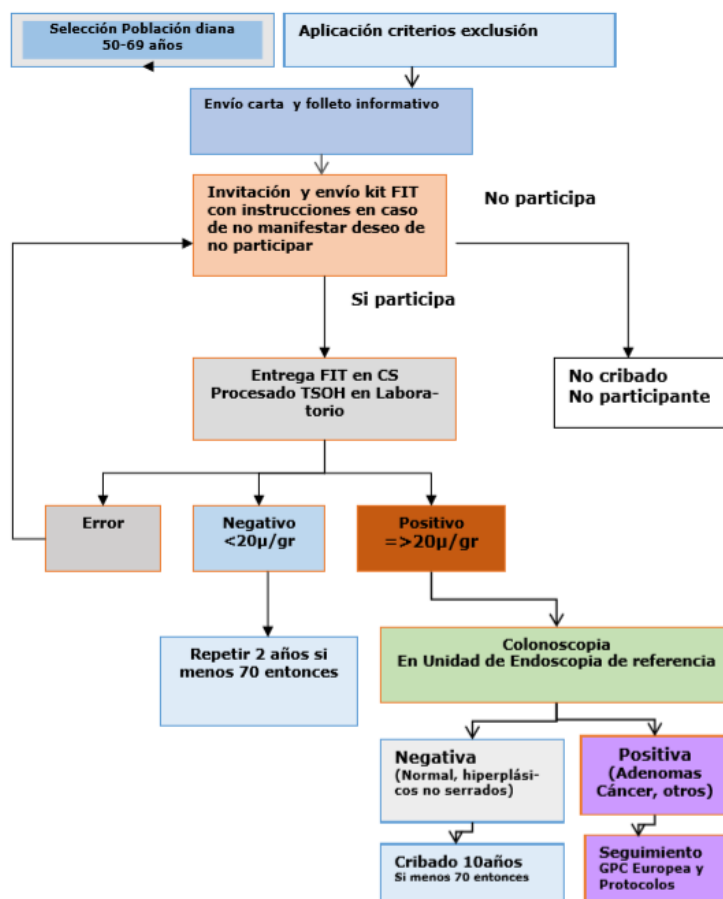 Selección Población diana
50-69 años
Aplicación criterios exclusión
Envío carta y folleto informativo
Invitación y envío kit FIT
con instrucciones en caso
de no manifestar deseo de
no participar
No participa
Si participa
Entrega FIT en CS
Procesado TSOH en Labora-
torio
No cribado
No participante
Error
Negativo
<20µ/gr
Positivo
=>20µ/gr
Repetir 2 años si
menos 70 entonces
Colonoscopia
En Unidad de Endoscopia de referencia
Negativa
(Normal, hiperplási-
cos no serrados)
Positiva
(Adenomas
Cáncer, otros)
Cribado 10años
Si menos 70 entonces
Seguimiento
GPC Europea y
Protocolos